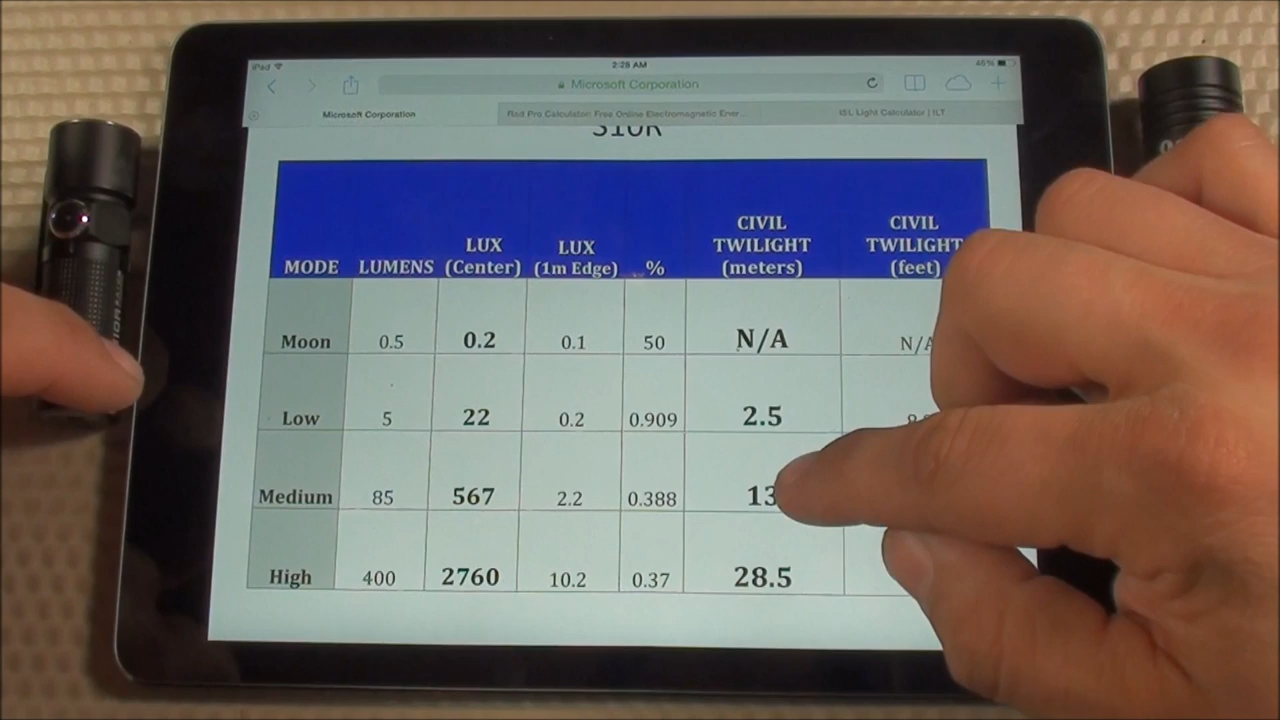 iPad 2:29 AM 45%
Microsoft Corporation
Microsoft Corporation Rad Pro Calculator: Free Online Electromagnetic Ener... ISL Light Calculator | ILT
S10R
MODE LUMENS LUX (Center) LUX (1m Edge) % CIVIL TWILIGHT (meters) CIVIL TWILIGHT (feet)
Moon 0.5 0.2 0.1 50 N/A N/A
Low 5 22 0.2 0.909 2.5
Medium 85 567 2.2 0.388 13
High 400 2760 10.2 0.37 28.5